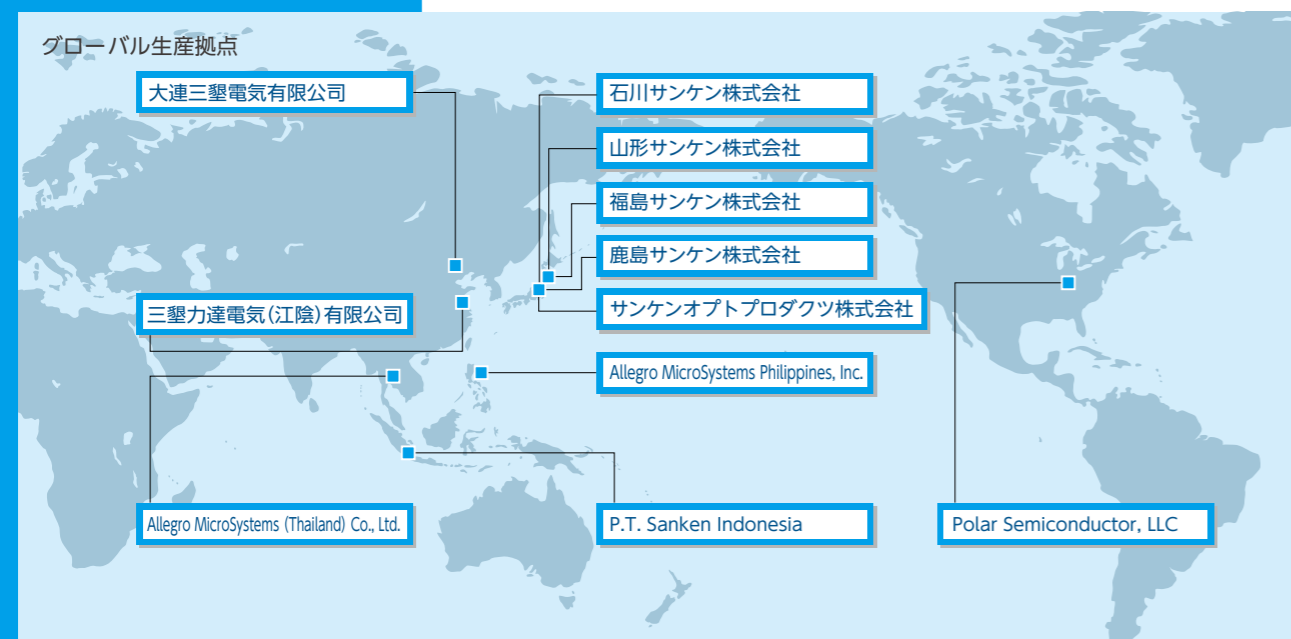 グローバル生産拠点
大連三墾電気有限公司
石川サンケン株式会社
山形サンケン株式会社
福島サンケン株式会社
鹿島サンケン株式会社
三墾力達電気(江陰)有限公司
サンケンオプトプロダクツ株式会社
Allegro MicroSystems Philippines, Inc.
Allegro MicroSystems (Thailand) Co., Ltd.
P.T. Sanken Indonesia
Polar Semiconductor, LLC